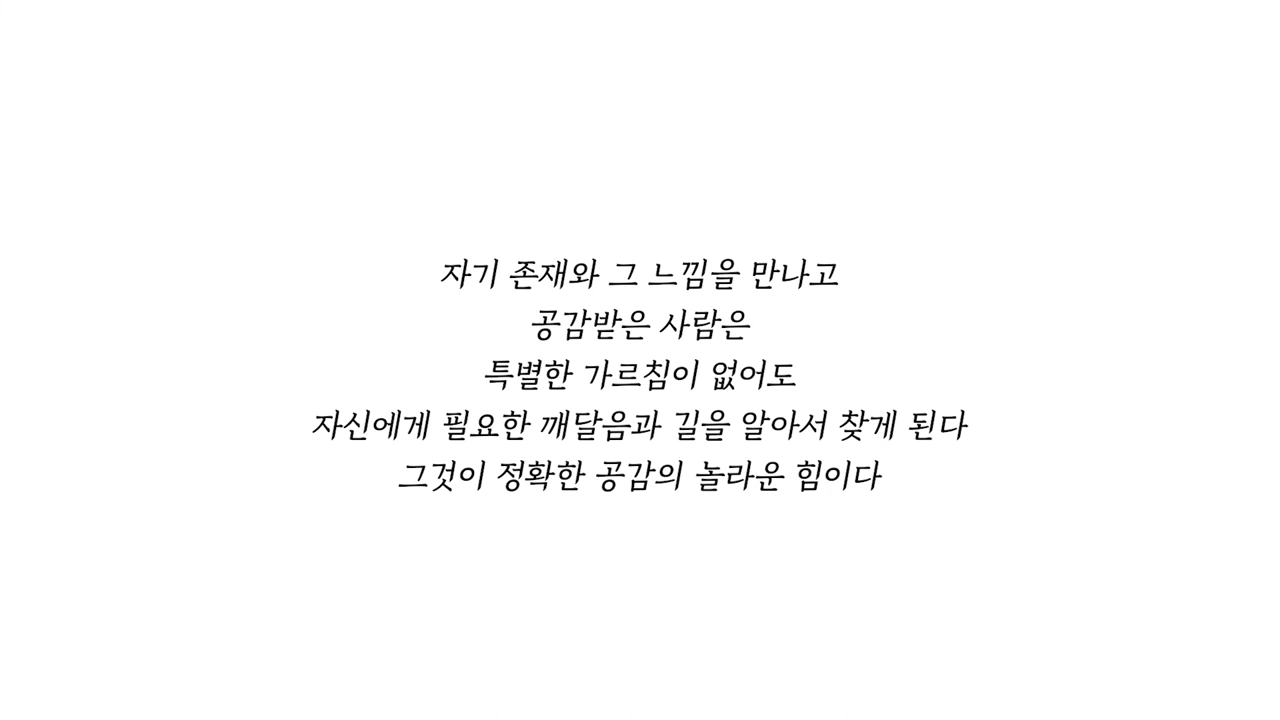 자기 존재와 그 느낌을 만나고
공감받은 사람은
특별한 가르침이 없어도
자신에게 필요한 깨달음과 길을 알아서 찾게 된다
그것이 정확한 공감의 놀라운 힘이다